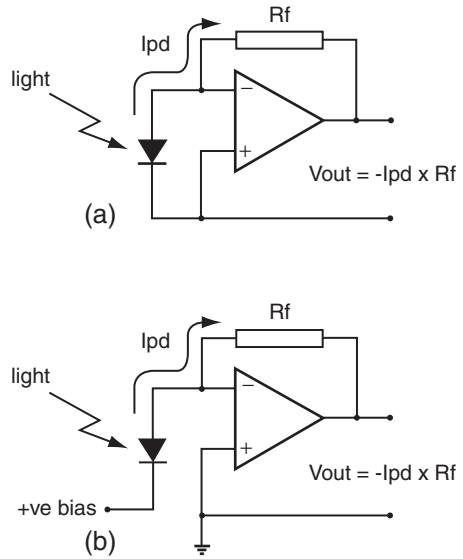 Rf
Ipd
light
−
+
Vout = -Ipd x Rf
(a)
Rf
Ipd
light
−
+
Vout = -Ipd x Rf
+ve bias
(b)